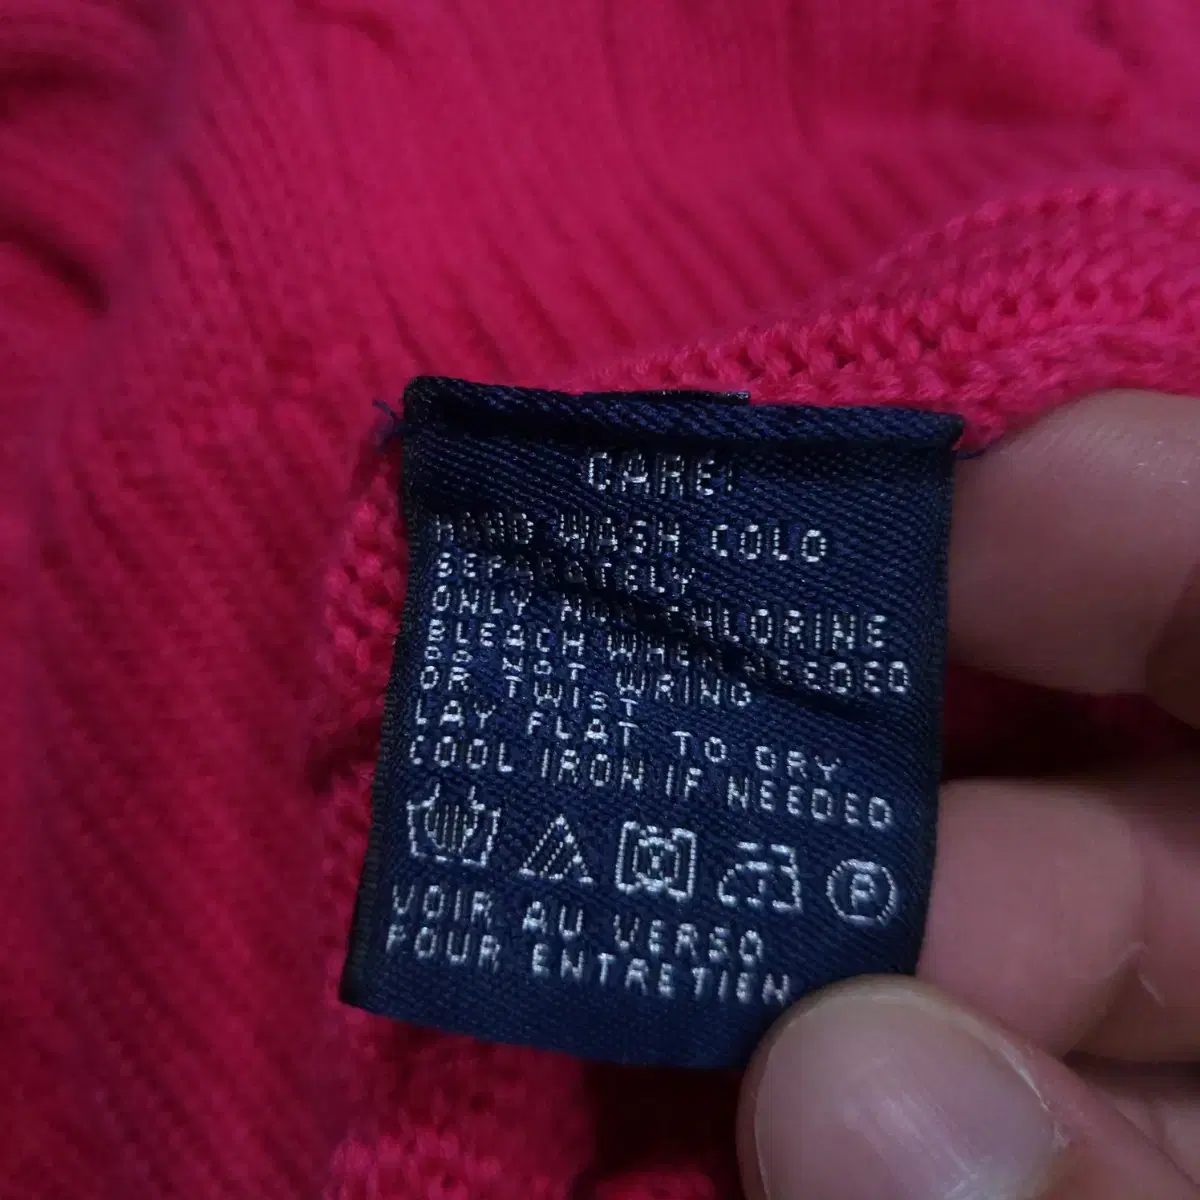 CARE:
HAND WASH COLD
SEPARATELY
ONLY NON-CHLORINE
BLEACH WHEN NEEDED
DO NOT WRING
OR TWIST
LAY FLAT TO DRY
COOL IRON IF NEEDED
P
VOIR AU VERSO
POUR ENTRETIEN